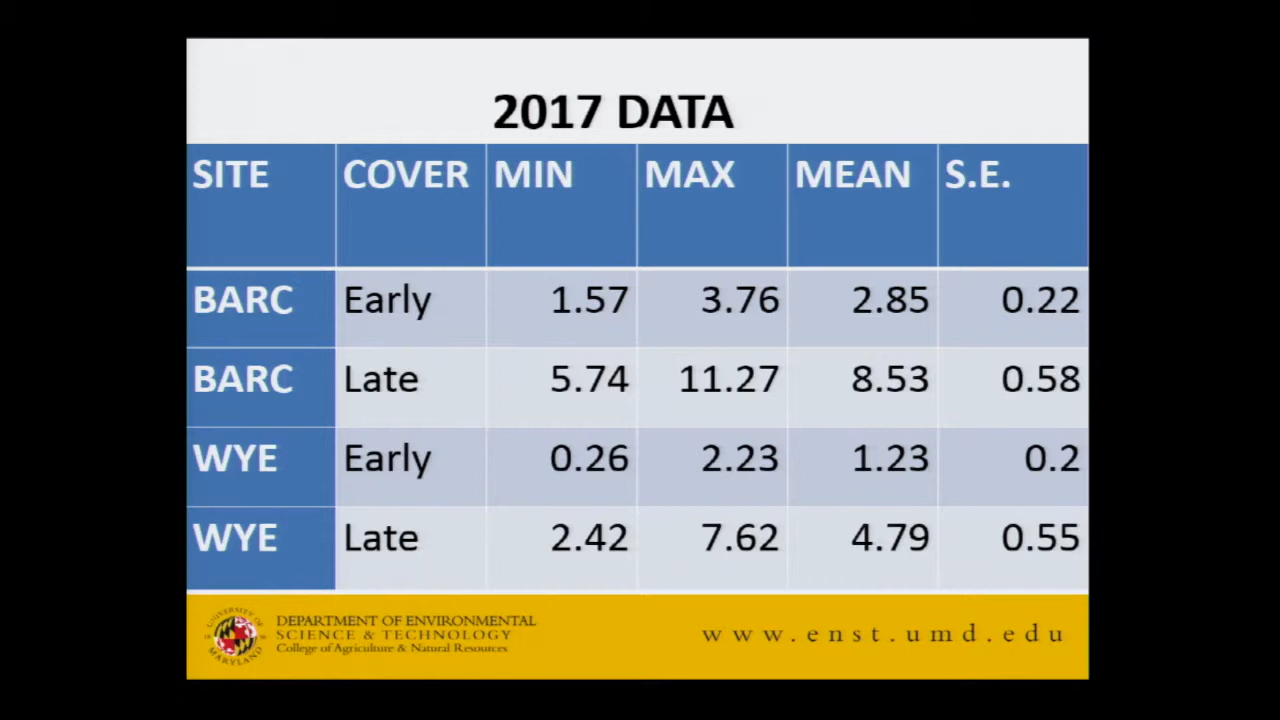 2017 DATA
SITE COVER MIN MAX MEAN S.E.
BARC Early 1.57 3.76 2.85 0.22
BARC Late 5.74 11.27 8.53 0.58
WYE Early 0.26 2.23 1.23 0.2
WYE Late 2.42 7.62 4.79 0.55
UNIVERSITY OF
MARYLAND
DEPARTMENT OF ENVIRONMENTAL
SCIENCE & TECHNOLOGY
College of Agriculture & Natural Resources
www.enst.umd.edu